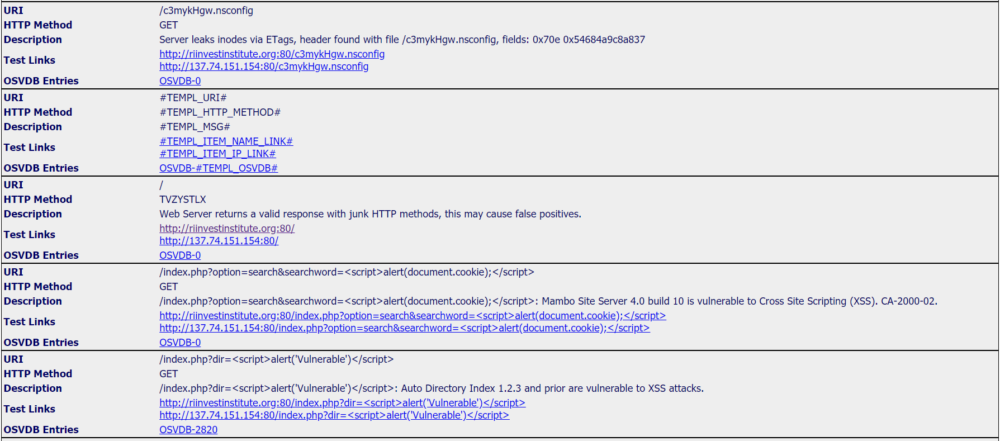 URI /c3mykHgw.nsconfig
HTTP Method GET
Description Server leaks inodes via ETags, header found with file /c3mykHgw.nsconfig, fields: 0x70e 0x54684a9c8a837
Test Links http://riinvestinstitute.org:80/c3mykHgw.nsconfig
http://137.74.151.154:80/c3mykHgw.nsconfig
OSVDB Entries OSVDB-0
URI #TEMPL_URI#
HTTP Method #TEMPL_HTTP_METHOD#
Description #TEMPL_MSG#
Test Links #TEMPL_ITEM_NAME_LINK#
#TEMPL_ITEM_IP_LINK#
OSVDB Entries OSVDB-#TEMPL_OSVDB#
URI /
HTTP Method TVZYSTLX
Description Web Server returns a valid response with junk HTTP methods, this may cause false positives.
Test Links http://riinvestinstitute.org:80/
http://137.74.151.154:80/
OSVDB Entries OSVDB-0
URI /index.php?option=search&searchword=<script>alert(document.cookie);</script>
HTTP Method GET
Description /index.php?option=search&searchword=<script>alert(document.cookie);</script>: Mambo Site Server 4.0 build 10 is vulnerable to Cross Site Scripting (XSS). CA-2000-02.
Test Links http://riinvestinstitute.org:80/index.php?option=search&searchword=<script>alert(document.cookie);</script>
http://137.74.151.154:80/index.php?option=search&searchword=<script>alert(document.cookie);</script>
OSVDB Entries OSVDB-0
URI /index.php?dir=<script>alert('Vulnerable')</script>
HTTP Method GET
Description /index.php?dir=<script>alert('Vulnerable')</script>: Auto Directory Index 1.2.3 and prior are vulnerable to XSS attacks.
Test Links http://riinvestinstitute.org:80/index.php?dir=<script>alert('Vulnerable')</script>
http://137.74.151.154:80/index.php?dir=<script>alert('Vulnerable')</script>
OSVDB Entries OSVDB-2820